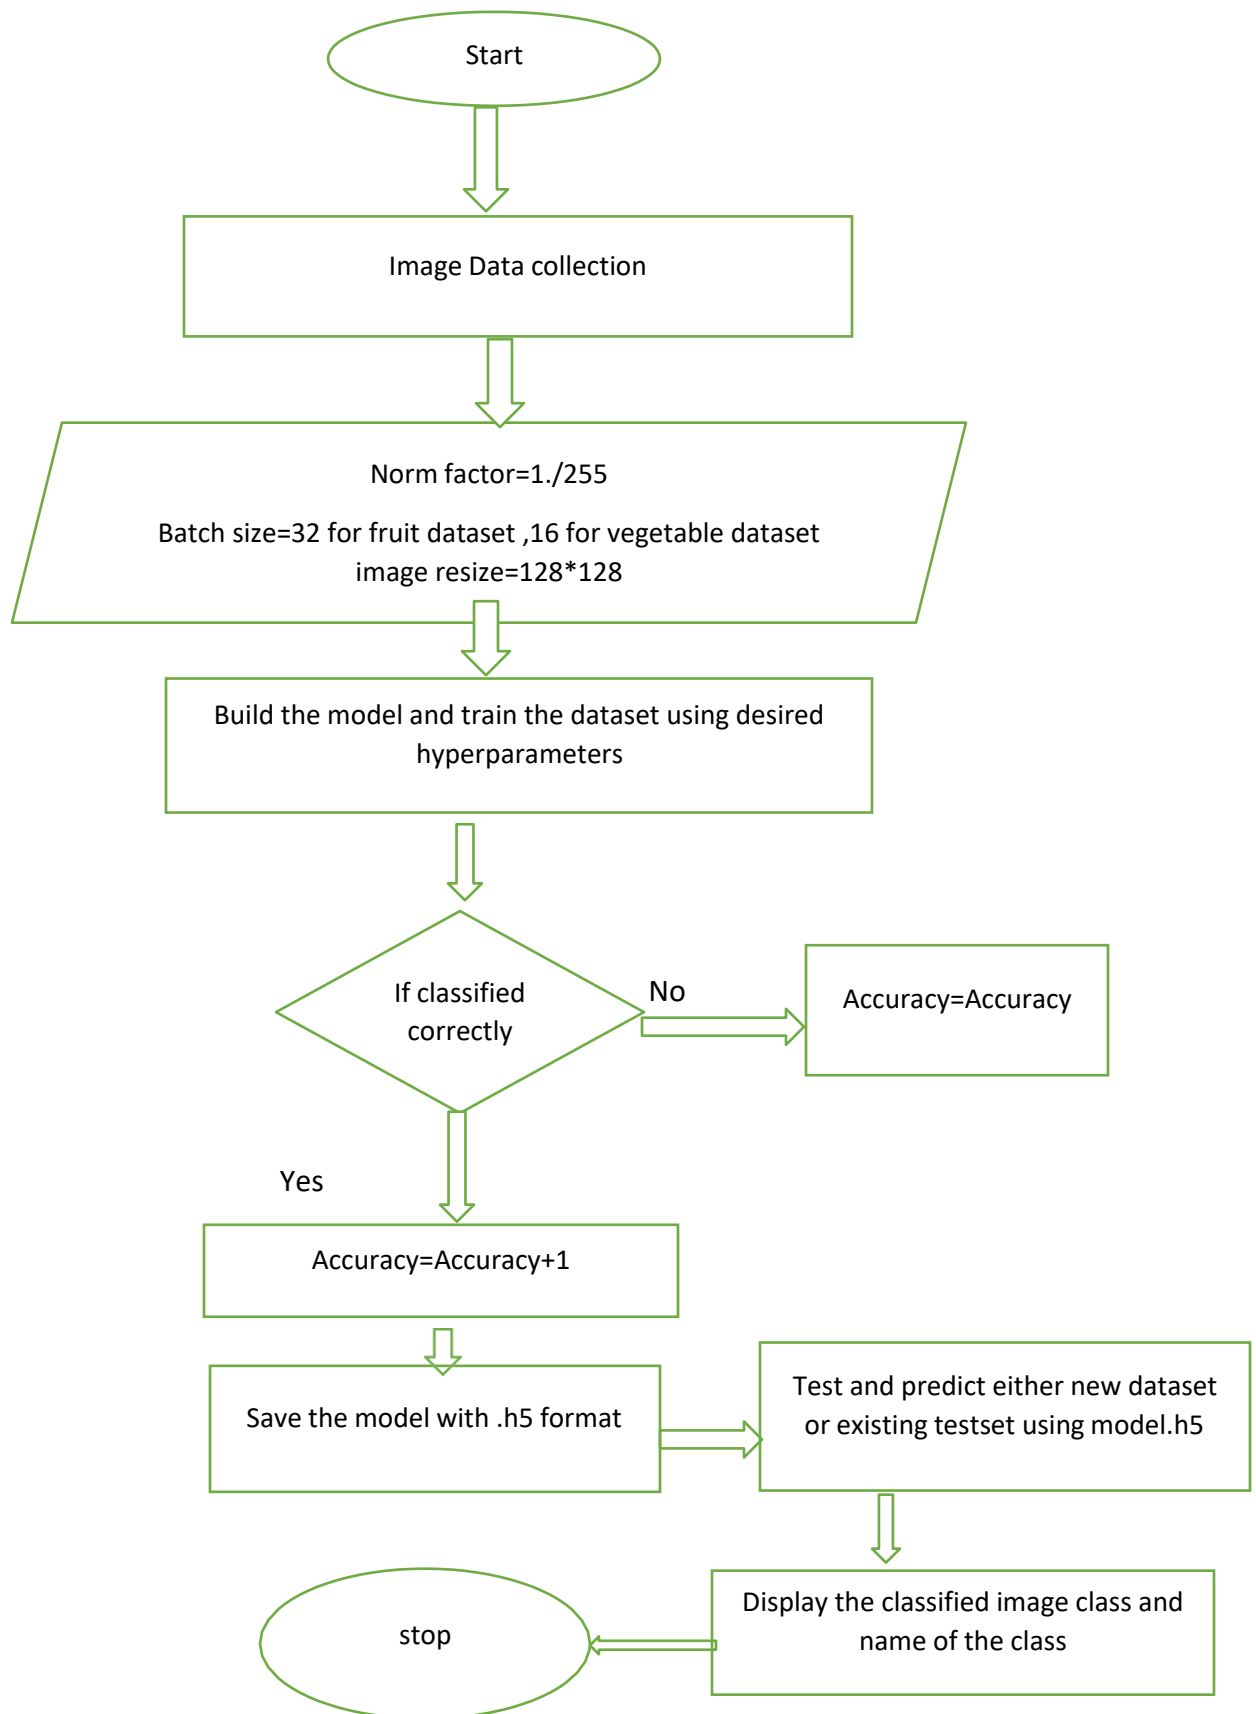 Start
Image Data collection
Norm factor=1./255
Batch size=32 for fruit dataset ,16 for vegetable dataset
image resize=128*128
Build the model and train the dataset using desired
hyperparameters
If classified
correctly
No
Accuracy=Accuracy
Yes
Accuracy=Accuracy+1
Save the model with .h5 format
Test and predict either new dataset
or existing testset using model.h5
Display the classified image class and
name of the class
stop